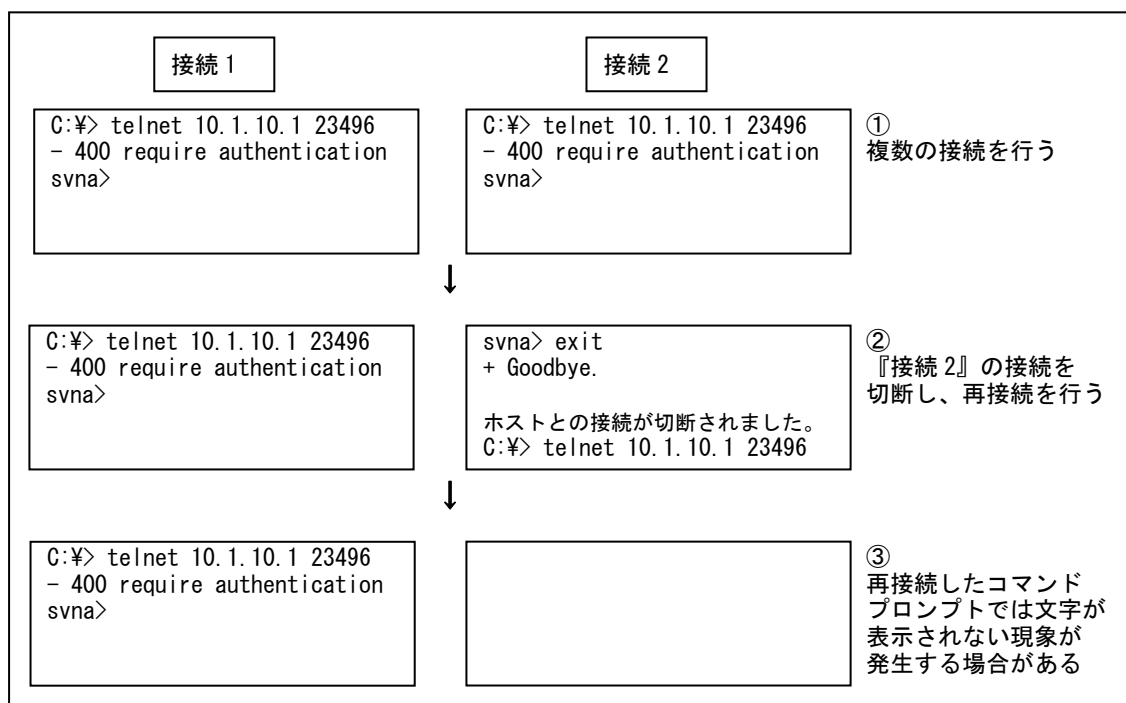 接続 1
接続 2
C:¥> telnet 10.1.10.1 23496
- 400 require authentication
svna>
C:¥> telnet 10.1.10.1 23496
- 400 require authentication
svna>
①
複数の接続を行う
↓
C:¥> telnet 10.1.10.1 23496
- 400 require authentication
svna>
svna> exit
+ Goodbye.
ホストとの接続が切断されました。
C:¥> telnet 10.1.10.1 23496
②
『接続 2』の接続を
切断し、再接続を行う
↓
C:¥> telnet 10.1.10.1 23496
- 400 require authentication
svna>
③
再接続したコマンド
プロンプトでは文字が
表示されない現象が
発生する場合がある